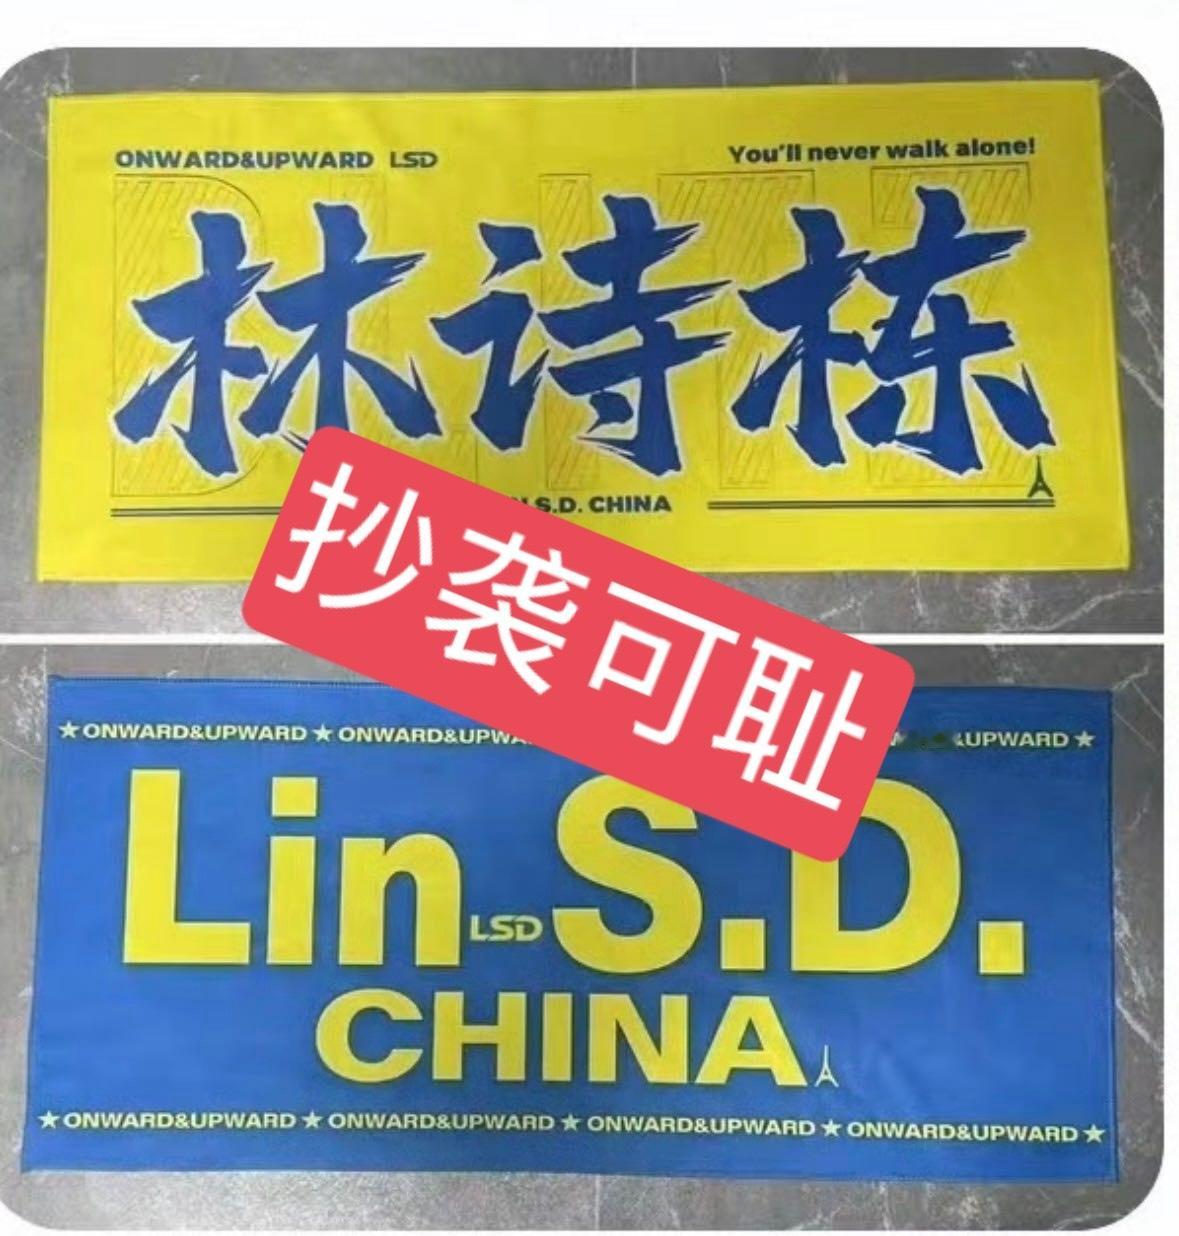 ONWARD&UPWARD LSD
You'll never walk alone!
林诗栋
S.D. CHINA
抄袭可耻
★ONWARD&UPWARD★ONWARD&UPWA
&UPWARD★
Lin LSD S.D.
CHINA
★ONWARD&UPWARD★ONWARD&UPWARD★ONWARD&UPWARD★ONWARD&UPWARD★